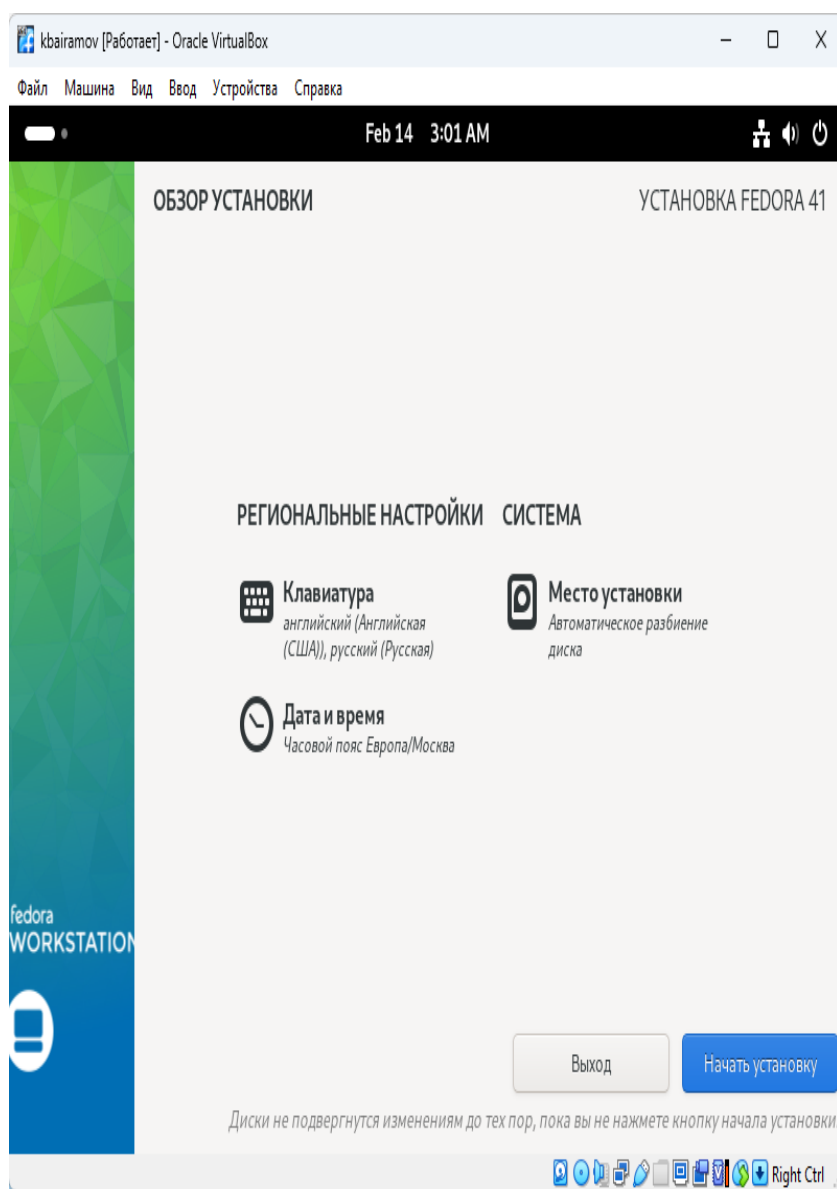 kbairamov [Работает] - Oracle VirtualBox
Файл Машина Вид Ввод Устройства Справка
Feb 14 3:01 AM
ОБЗОР УСТАНОВКИ
УСТАНОВКА FEDORA 41
РЕГИОНАЛЬНЫЕ НАСТРОЙКИ
Клавиатура
английский (Английская
(США)), русский (Русская)
Дата и время
Часовой пояс Европа/Москва
СИСТЕМА
Место установки
Автоматическое разбиение
диска
fedora
WORKSTATION
Выход
Начать установку
Диски не подвергнутся изменениям до тех пор, пока вы не нажмете кнопку начала установки.
Right Ctrl